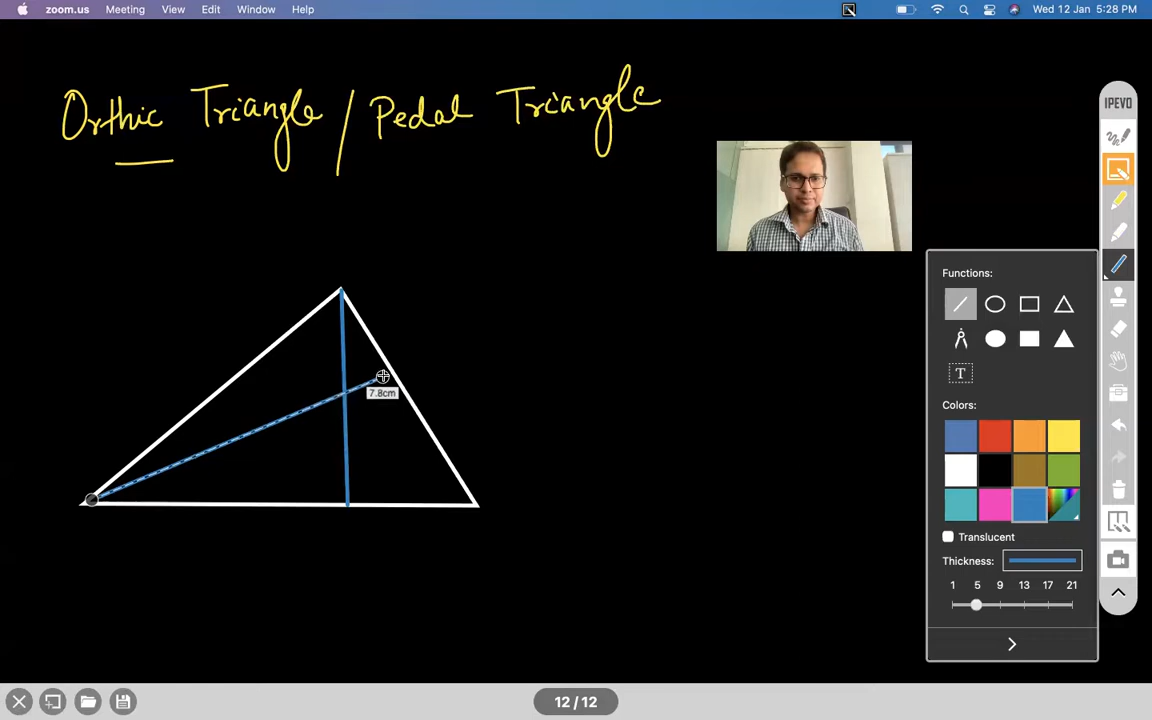 zoom.us Meeting View Edit Window Help Wed 12 Jan 5:28 PM
Orthic Triangle / Pedal Triangle
IPEVO
Functions:
T
Colors:
Translucent
Thickness:
1 5 9 13 17 21
7.8cm
12 / 12